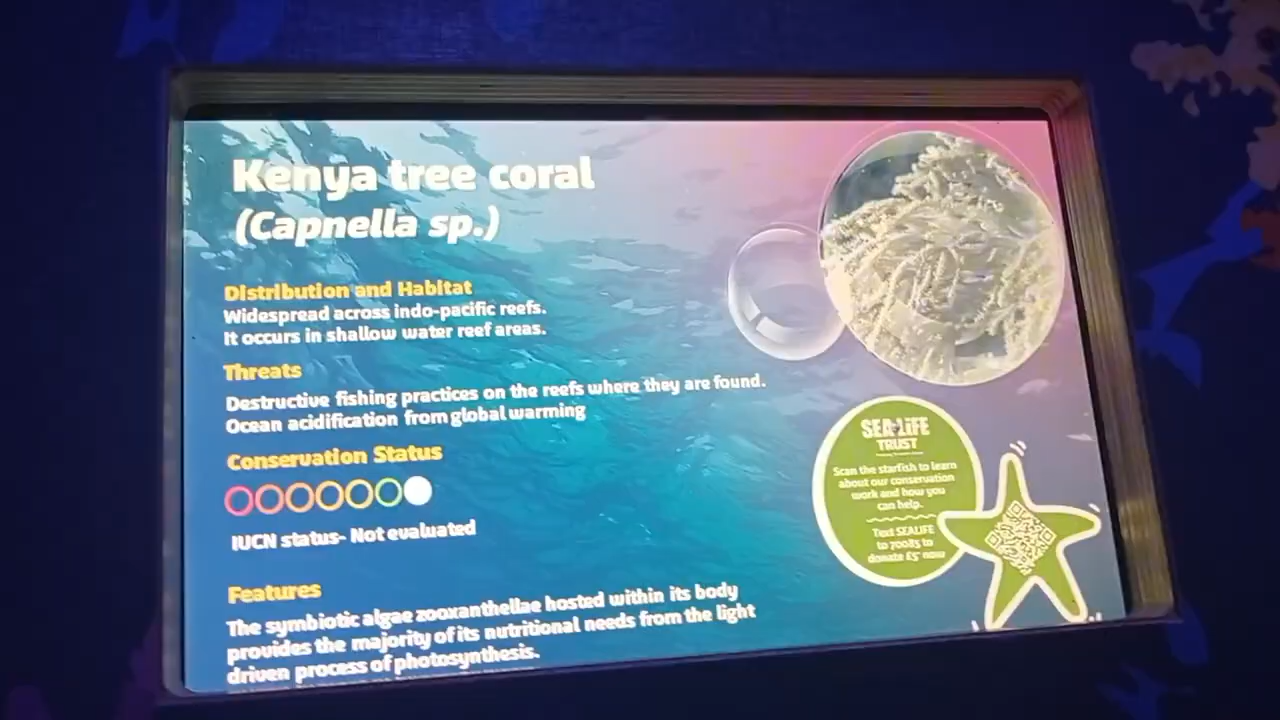 Kenya tree coral
(Capnella sp.)
Distribution and Habitat
Widespread across indo-pacific reefs.
It occurs in shallow water reef areas.
Threats
Destructive fishing practices on the reefs where they are found.
Ocean acidification from global warming
Conservation Status
IUCN status- Not evaluated
Features
The symbiotic algae zooxanthellae hosted within its body
provides the majority of its nutritional needs from the light
driven process of photosynthesis.
SEA LiFE
TRUST
Scan the starfish to learn
about our conservation
work and how you
can help.
Text SEALIFE
to 70085 to
donate £5* now